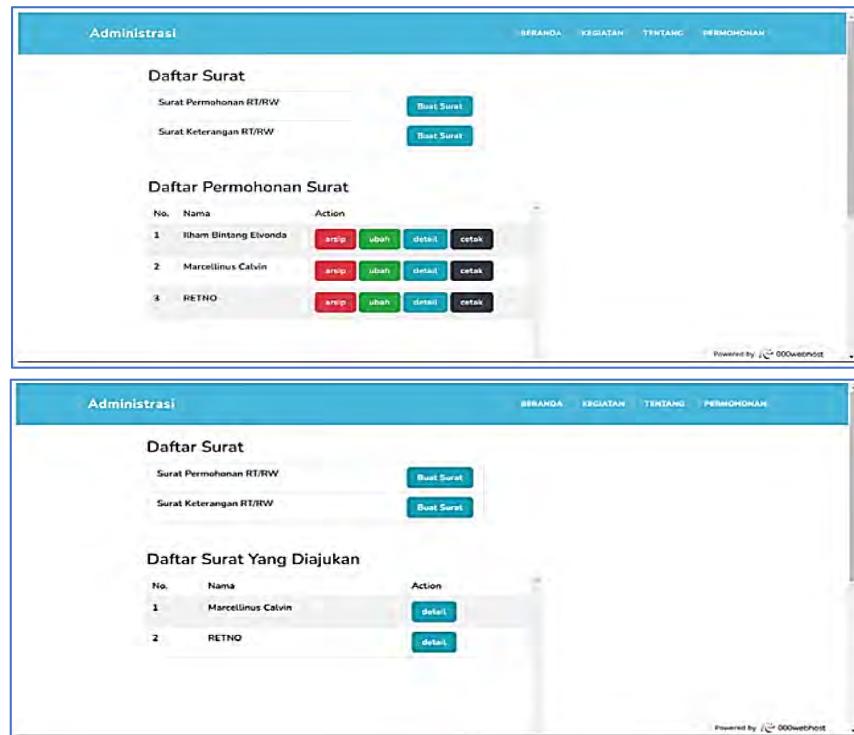 Administrasi BERANDA KEGIATAN TENTANG PERMOHONAN
Daftar Surat
Surat Permohonan RT/RW Buat Surat
Surat Keterangan RT/RW Buat Surat
Daftar Permohonan Surat
No. Nama Action
1 Ilham Bintang Elvonda arsip ubah detail cetak
2 Marcellinus Calvin arsip ubah detail cetak
3 RETNO arsip ubah detail cetak
Powered by 000webhost
Administrasi BERANDA KEGIATAN TENTANG PERMOHONAN
Daftar Surat
Surat Permohonan RT/RW Buat Surat
Surat Keterangan RT/RW Buat Surat
Daftar Surat Yang Diajukan
No. Nama Action
1 Marcellinus Calvin detail
2 RETNO detail
Powered by 000webhost